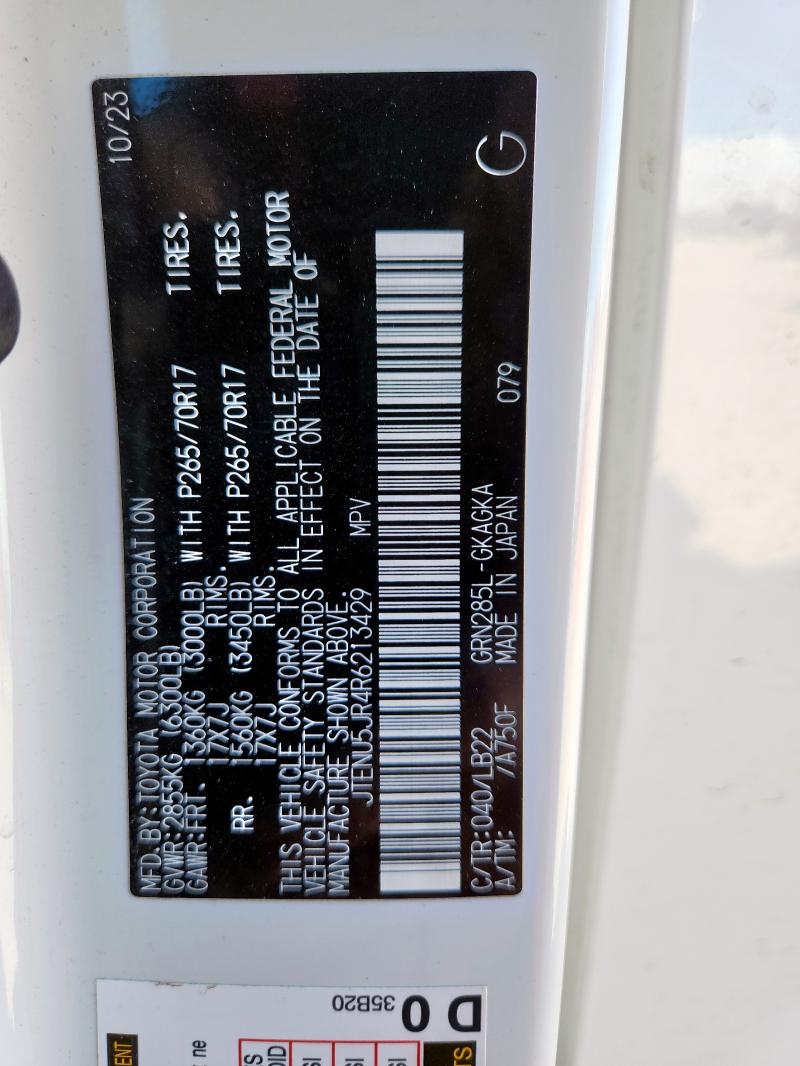 MFD. BY: TOYOTA MOTOR CORPORATION 10/23
GVWR: 2855KG (6300LB)
GAWR: FRT. 1360KG (3000LB) WITH P265/70R17 TIRES.
17X7J RIMS.
RR. 1560KG (3450LB) WITH P265/70R17 TIRES.
17X7J RIMS.
THIS VEHICLE CONFORMS TO ALL APPLICABLE FEDERAL MOTOR
VEHICLE SAFETY STANDARDS IN EFFECT ON THE DATE OF
MANUFACTURE SHOWN ABOVE.
JTENU5JR4R6213429 MPV
C/TR: 040/LB22 GRN285L-GKAGKA
A/TM: /A750F MADE IN JAPAN 079 G
35B20
D 0